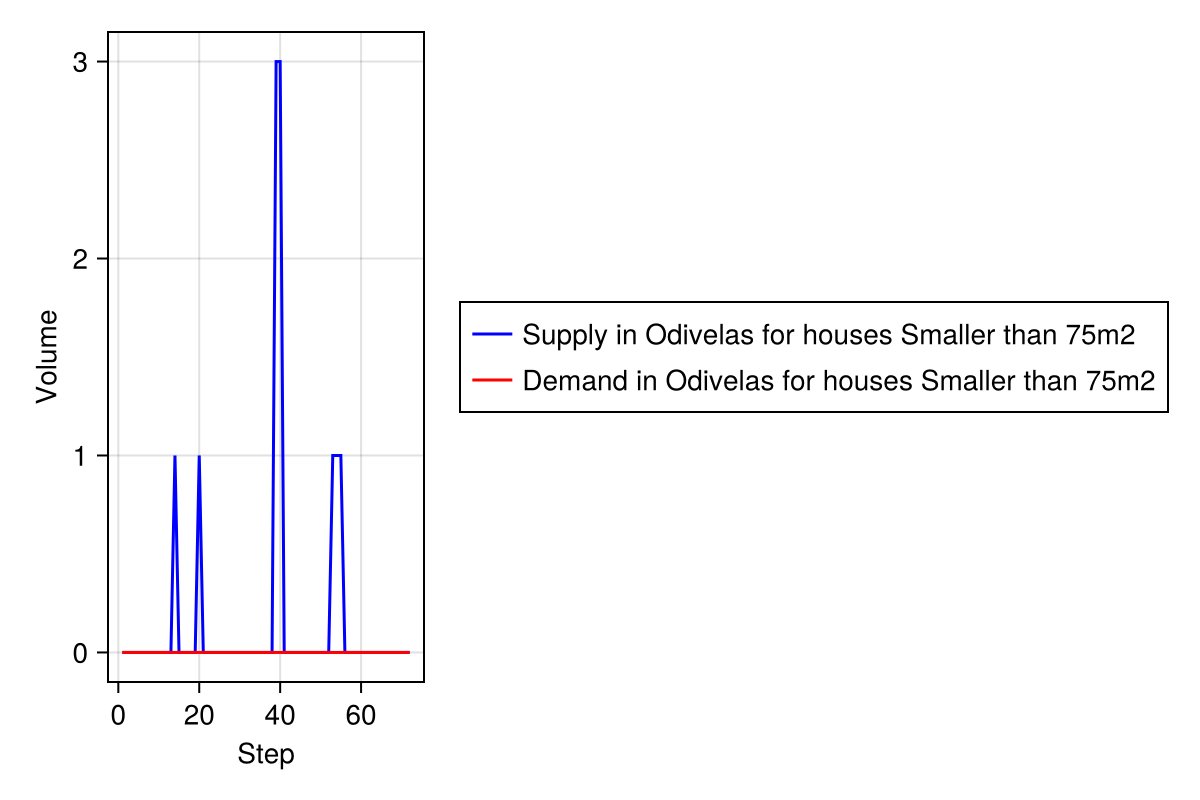 3
2
1
0
Volume
0 20 40 60
Step
Supply in Odivelas for houses Smaller than 75m2
Demand in Odivelas for houses Smaller than 75m2